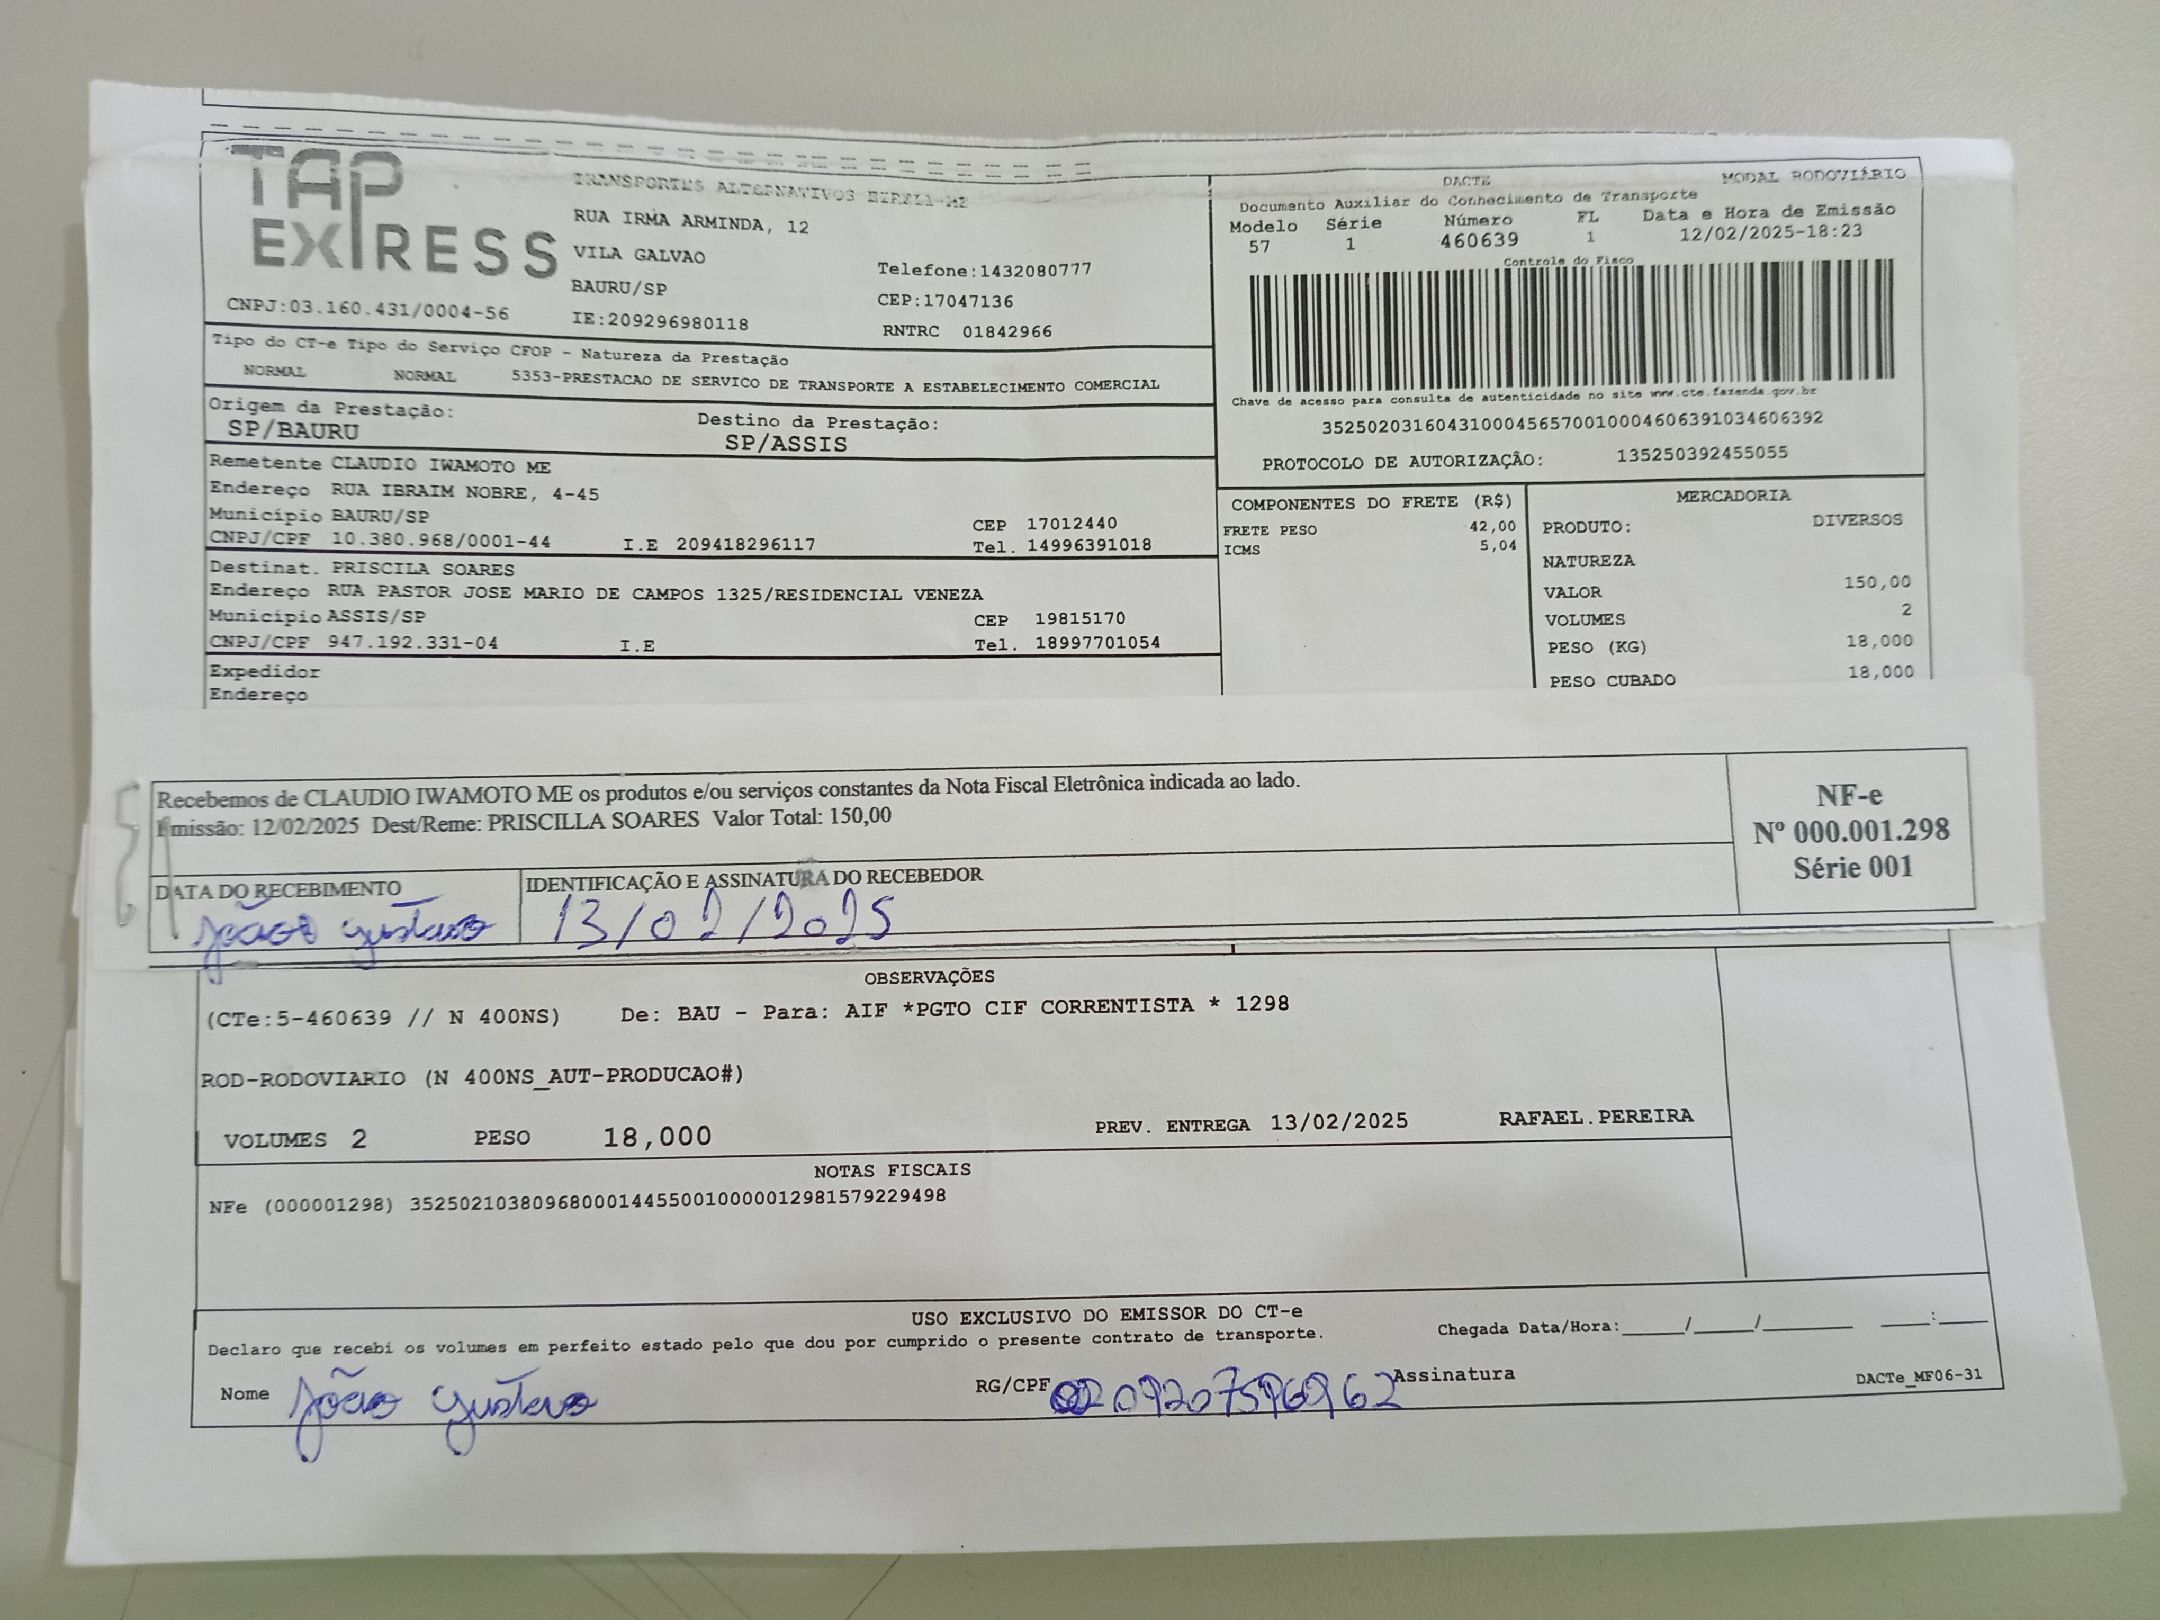 TAP EXPRESS
TRANSPORTES ALTERNATIVOS EIRELI-ME
RUA IRMA ARMINDA, 12
VILA GALVAO
BAURU/SP
IE:209296980118
Telefone:1432080777
CEP:17047136
RNTRC 01842966
CNPJ:03.160.431/0004-56
DACTE MODAL RODOVIÁRIO
Documento Auxiliar do Conhecimento de Transporte
Modelo Série Número FL Data e Hora de Emissão
57 1 460639 1 12/02/2025-18:23
Controle do Fisco
Chave de acesso para consulta de autenticidade no site www.cte.fazenda.gov.br
35250203160431000456570010004606391034606392
PROTOCOLO DE AUTORIZAÇÃO: 135250392455055
Tipo do CT-e Tipo do Serviço CFOP - Natureza da Prestação
NORMAL NORMAL 5353-PRESTACAO DE SERVICO DE TRANSPORTE A ESTABELECIMENTO COMERCIAL
Origem da Prestação: Destino da Prestação:
SP/BAURU SP/ASSIS
Remetente CLAUDIO IWAMOTO ME
Endereço RUA IBRAIM NOBRE, 4-45
Município BAURU/SP CEP 17012440
CNPJ/CPF 10.380.968/0001-44 I.E 209418296117 Tel. 14996391018
Destinat. PRISCILA SOARES
Endereço RUA PASTOR JOSE MARIO DE CAMPOS 1325/RESIDENCIAL VENEZA
Município ASSIS/SP CEP 19815170
CNPJ/CPF 947.192.331-04 I.E Tel. 18997701054
Expedidor
Endereço
COMPONENTES DO FRETE (R$)
FRETE PESO 42,00
ICMS 5,04
MERCADORIA
PRODUTO: DIVERSOS
NATUREZA
VALOR 150,00
VOLUMES 2
PESO (KG) 18,000
PESO CUBADO 18,000
Recebemos de CLAUDIO IWAMOTO ME os produtos e/ou serviços constantes da Nota Fiscal Eletrônica indicada ao lado.
Emissão: 12/02/2025 Dest/Reme: PRISCILLA SOARES Valor Total: 150,00
NF-e
Nº 000.001.298
Série 001
DATA DO RECEBIMENTO IDENTIFICAÇÃO E ASSINATURA DO RECEBEDOR
João Gustavo 13/02/2025
OBSERVAÇÕES
(CTe:5-460639 // N 400NS) De: BAU - Para: AIF *PGTO CIF CORRENTISTA * 1298
ROD-RODOVIARIO (N 400NS_AUT-PRODUCAO#)
VOLUMES 2 PESO 18,000 PREV. ENTREGA 13/02/2025 RAFAEL.PEREIRA
NOTAS FISCAIS
NFe (000001298) 35250210380968000144550010000012981579229498
USO EXCLUSIVO DO EMISSOR DO CT-e
Declaro que recebi os volumes em perfeito estado pelo que dou por cumprido o presente contrato de transporte. Chegada Data/Hora:_____/_____/_______ ____:____
Nome João Gustavo RG/CPF Assinatura DACTe_MF06-31